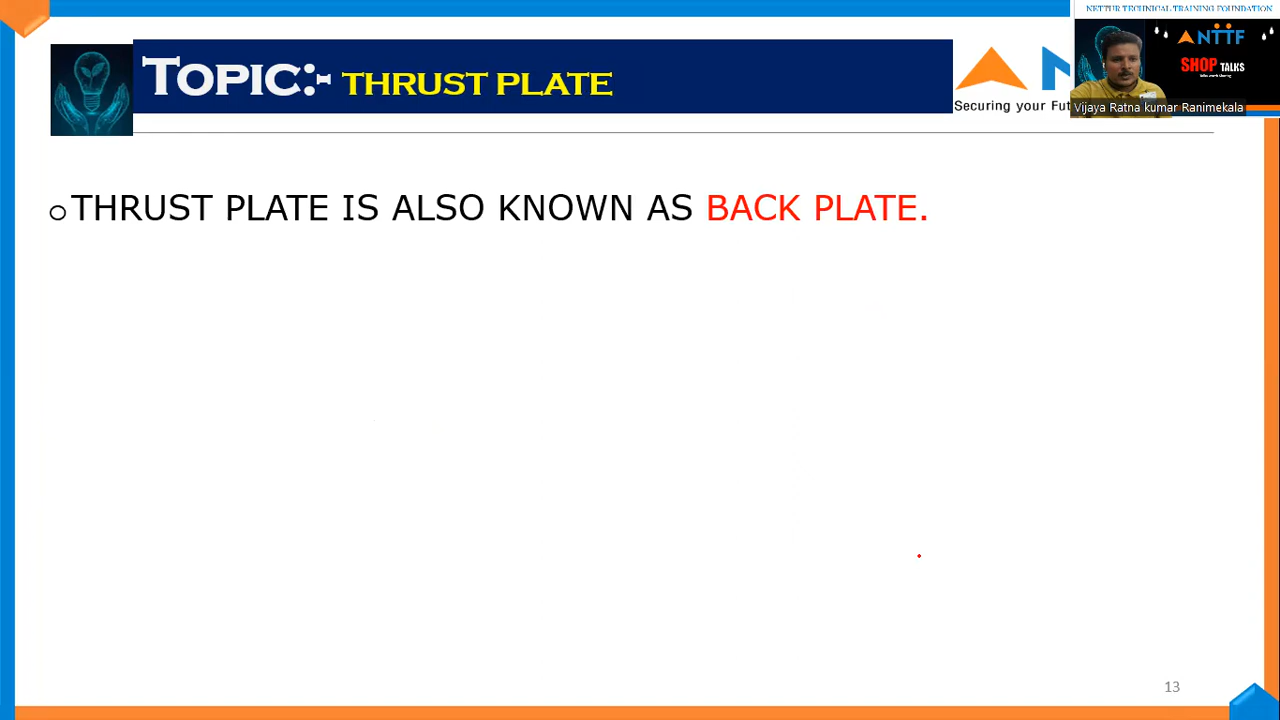 NETTUR TECHNICAL TRAINING FOUNDATION
TOPIC:- THRUST PLATE
NTTF
SHOP TALKS
Securing your Fut
Vijaya Ratna kumar Ranimekala
THRUST PLATE IS ALSO KNOWN AS BACK PLATE.
13